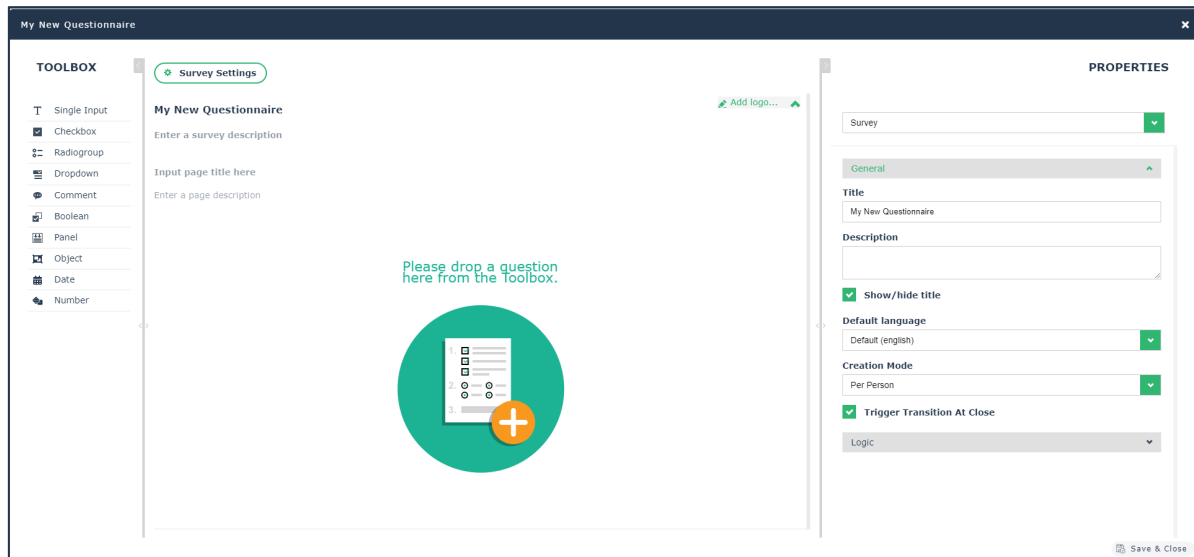 My New Questionnaire
TOOLBOX
Single Input
Checkbox
Radiogroup
Dropdown
Comment
Boolean
Panel
Object
Date
Number
Survey Settings
My New Questionnaire
Add logo...
Enter a survey description
Input page title here
Enter a page description
Please drop a question
here from the Toolbox.
1.
2.
3.
PROPERTIES
Survey
General
Title
My New Questionnaire
Description
Show/hide title
Default language
Default (english)
Creation Mode
Per Person
Trigger Transition At Close
Logic
Save & Close